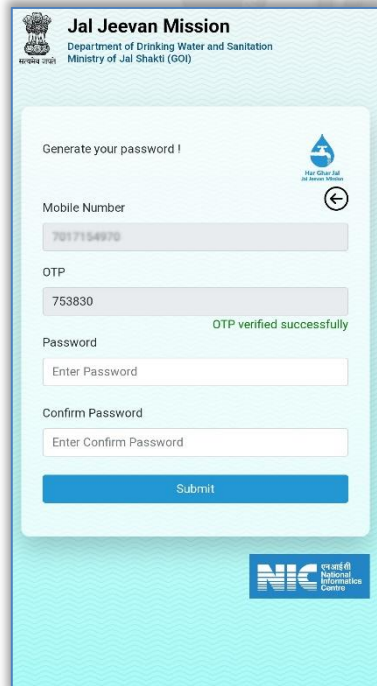 Jal Jeevan Mission
Department of Drinking Water and Sanitation
Ministry of Jal Shakti (GOI)
सत्यमेव जयते
Generate your password !
Har Ghar Jal
Jal Jeevan Mission
Mobile Number
OTP
753830
OTP verified successfully
Password
Enter Password
Confirm Password
Enter Confirm Password
Submit
NIC
एन आई सी
National
Informatics
Centre